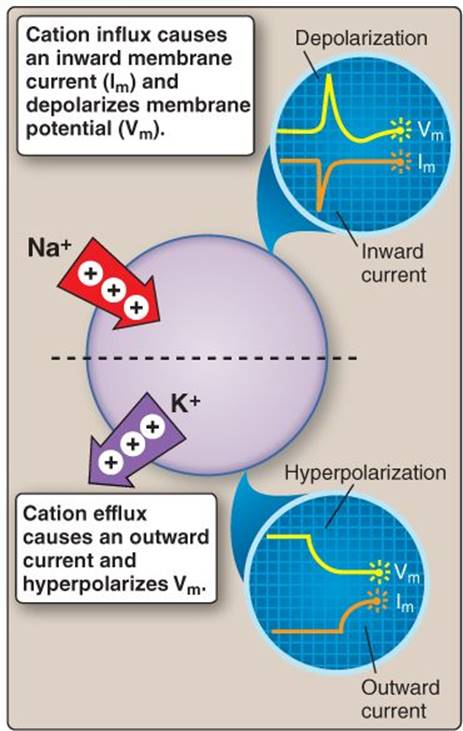 Cation influx causes
an inward membrane
current (Im) and
depolarizes membrane
potential (Vm).
Depolarization
Vm
Im
Inward
current
Na+
+ + +
K+
+ + +
Hyperpolarization
Cation efflux
causes an outward
current and
hyperpolarizes Vm.
Vm
Im
Outward
current